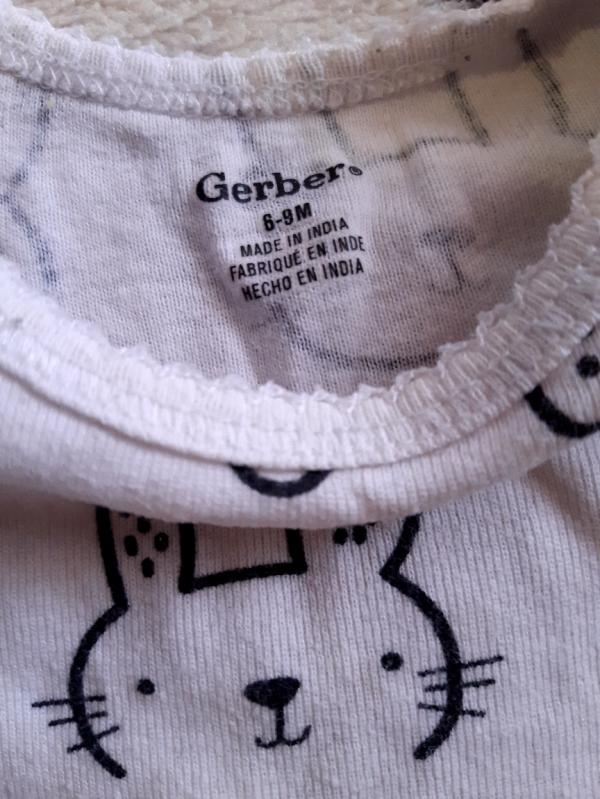 Gerber®
6-9M
MADE IN INDIA
FABRIQUÉ EN INDE
HECHO EN INDIA